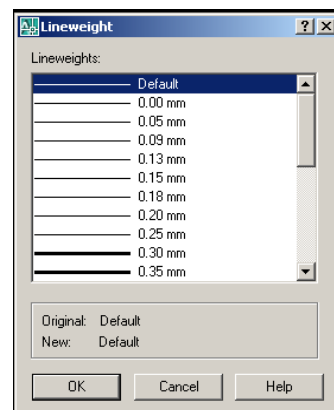 Lineweight
Lineweights:
Default
0.00 mm
0.05 mm
0.09 mm
0.13 mm
0.15 mm
0.18 mm
0.20 mm
0.25 mm
0.30 mm
0.35 mm
Original: Default
New: Default
OK Cancel Help